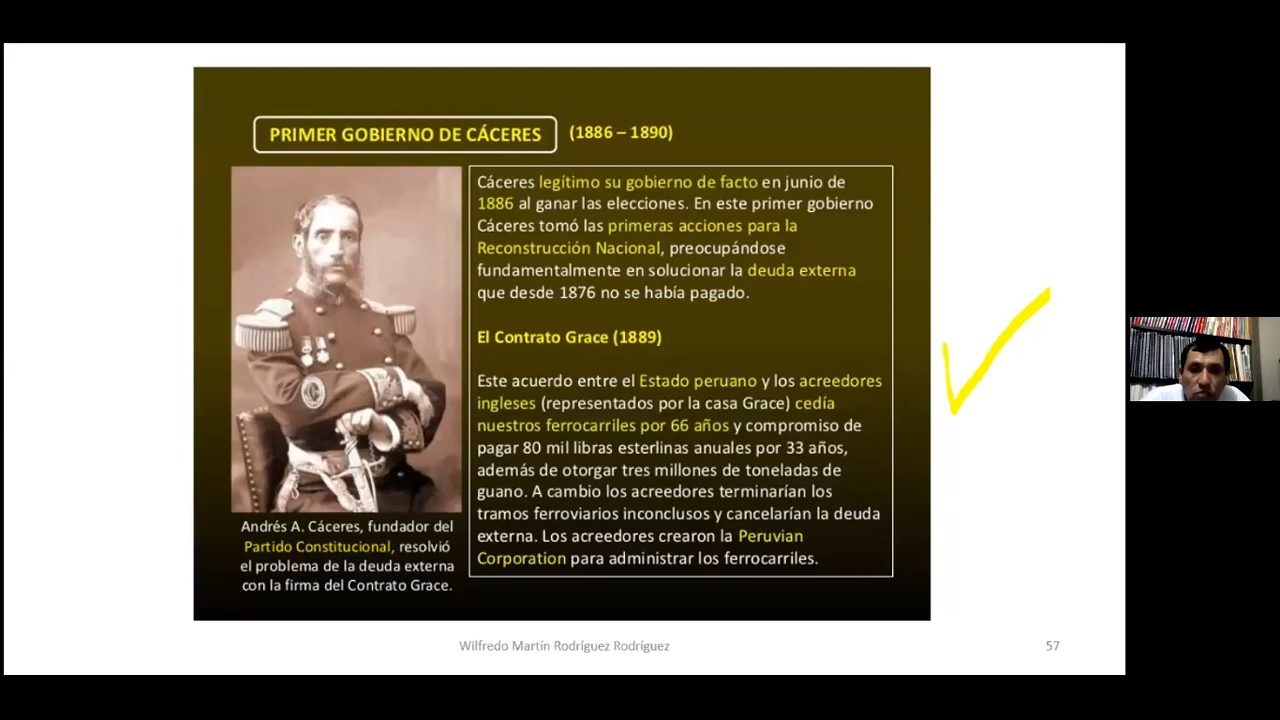 PRIMER GOBIERNO DE CÁCERES (1886 – 1890)
Cáceres legítimo su gobierno de facto en junio de
1886 al ganar las elecciones. En este primer gobierno
Cáceres tomó las primeras acciones para la
Reconstrucción Nacional, preocupándose
fundamentalmente en solucionar la deuda externa
que desde 1876 no se había pagado.
El Contrato Grace (1889)
Este acuerdo entre el Estado peruano y los acreedores
ingleses (representados por la casa Grace) cedía
nuestros ferrocarriles por 66 años y compromiso de
pagar 80 mil libras esterlinas anuales por 33 años,
además de otorgar tres millones de toneladas de
guano. A cambio los acreedores terminarían los
tramos ferroviarios inconclusos y cancelarían la deuda
externa. Los acreedores crearon la Peruvian
Corporation para administrar los ferrocarriles.
Andrés A. Cáceres, fundador del
Partido Constitucional, resolvió
el problema de la deuda externa
con la firma del Contrato Grace.
Wilfredo Martín Rodríguez Rodríguez
57